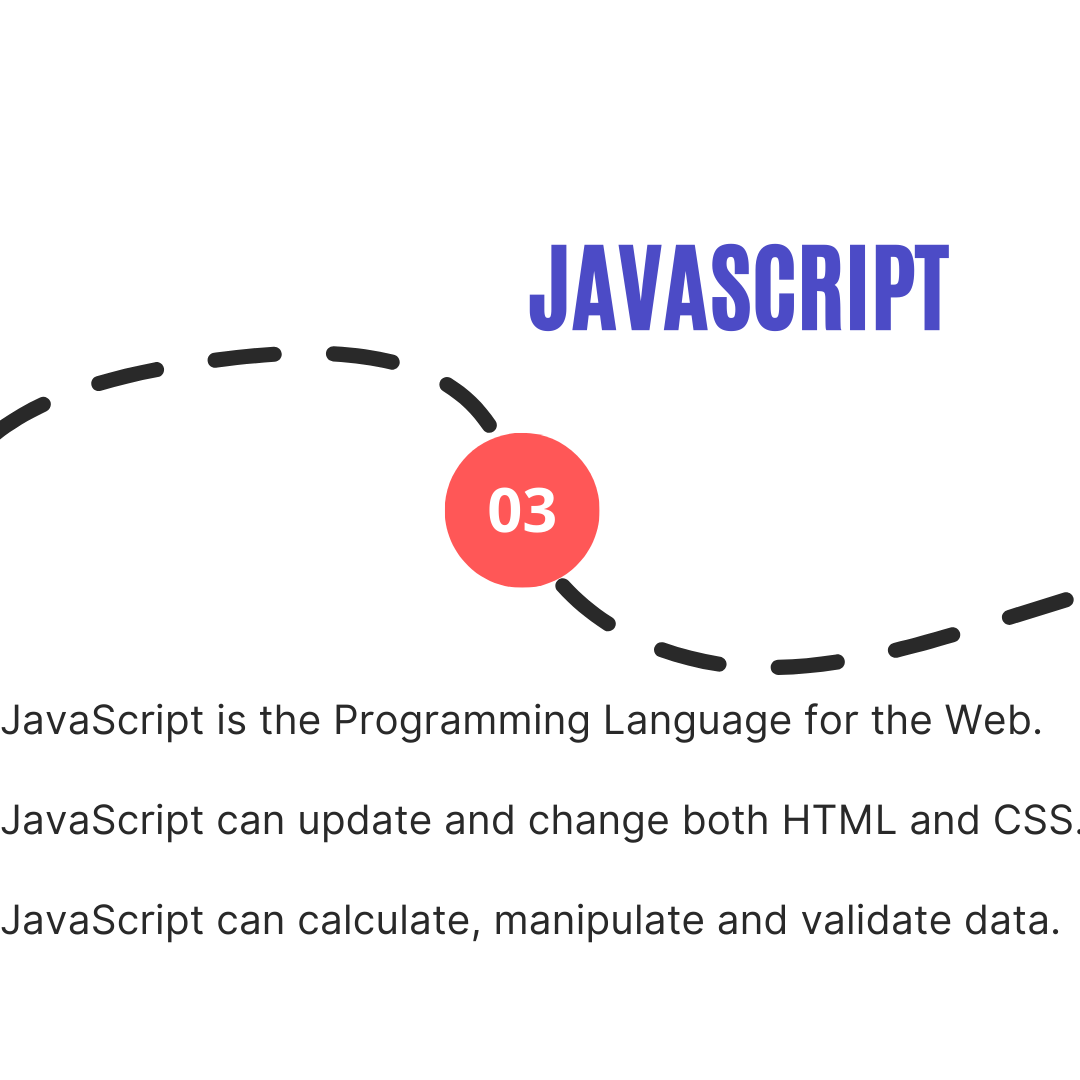 JAVASCRIPT
03
JavaScript is the Programming Language for the Web.
JavaScript can update and change both HTML and CSS.
JavaScript can calculate, manipulate and validate data.